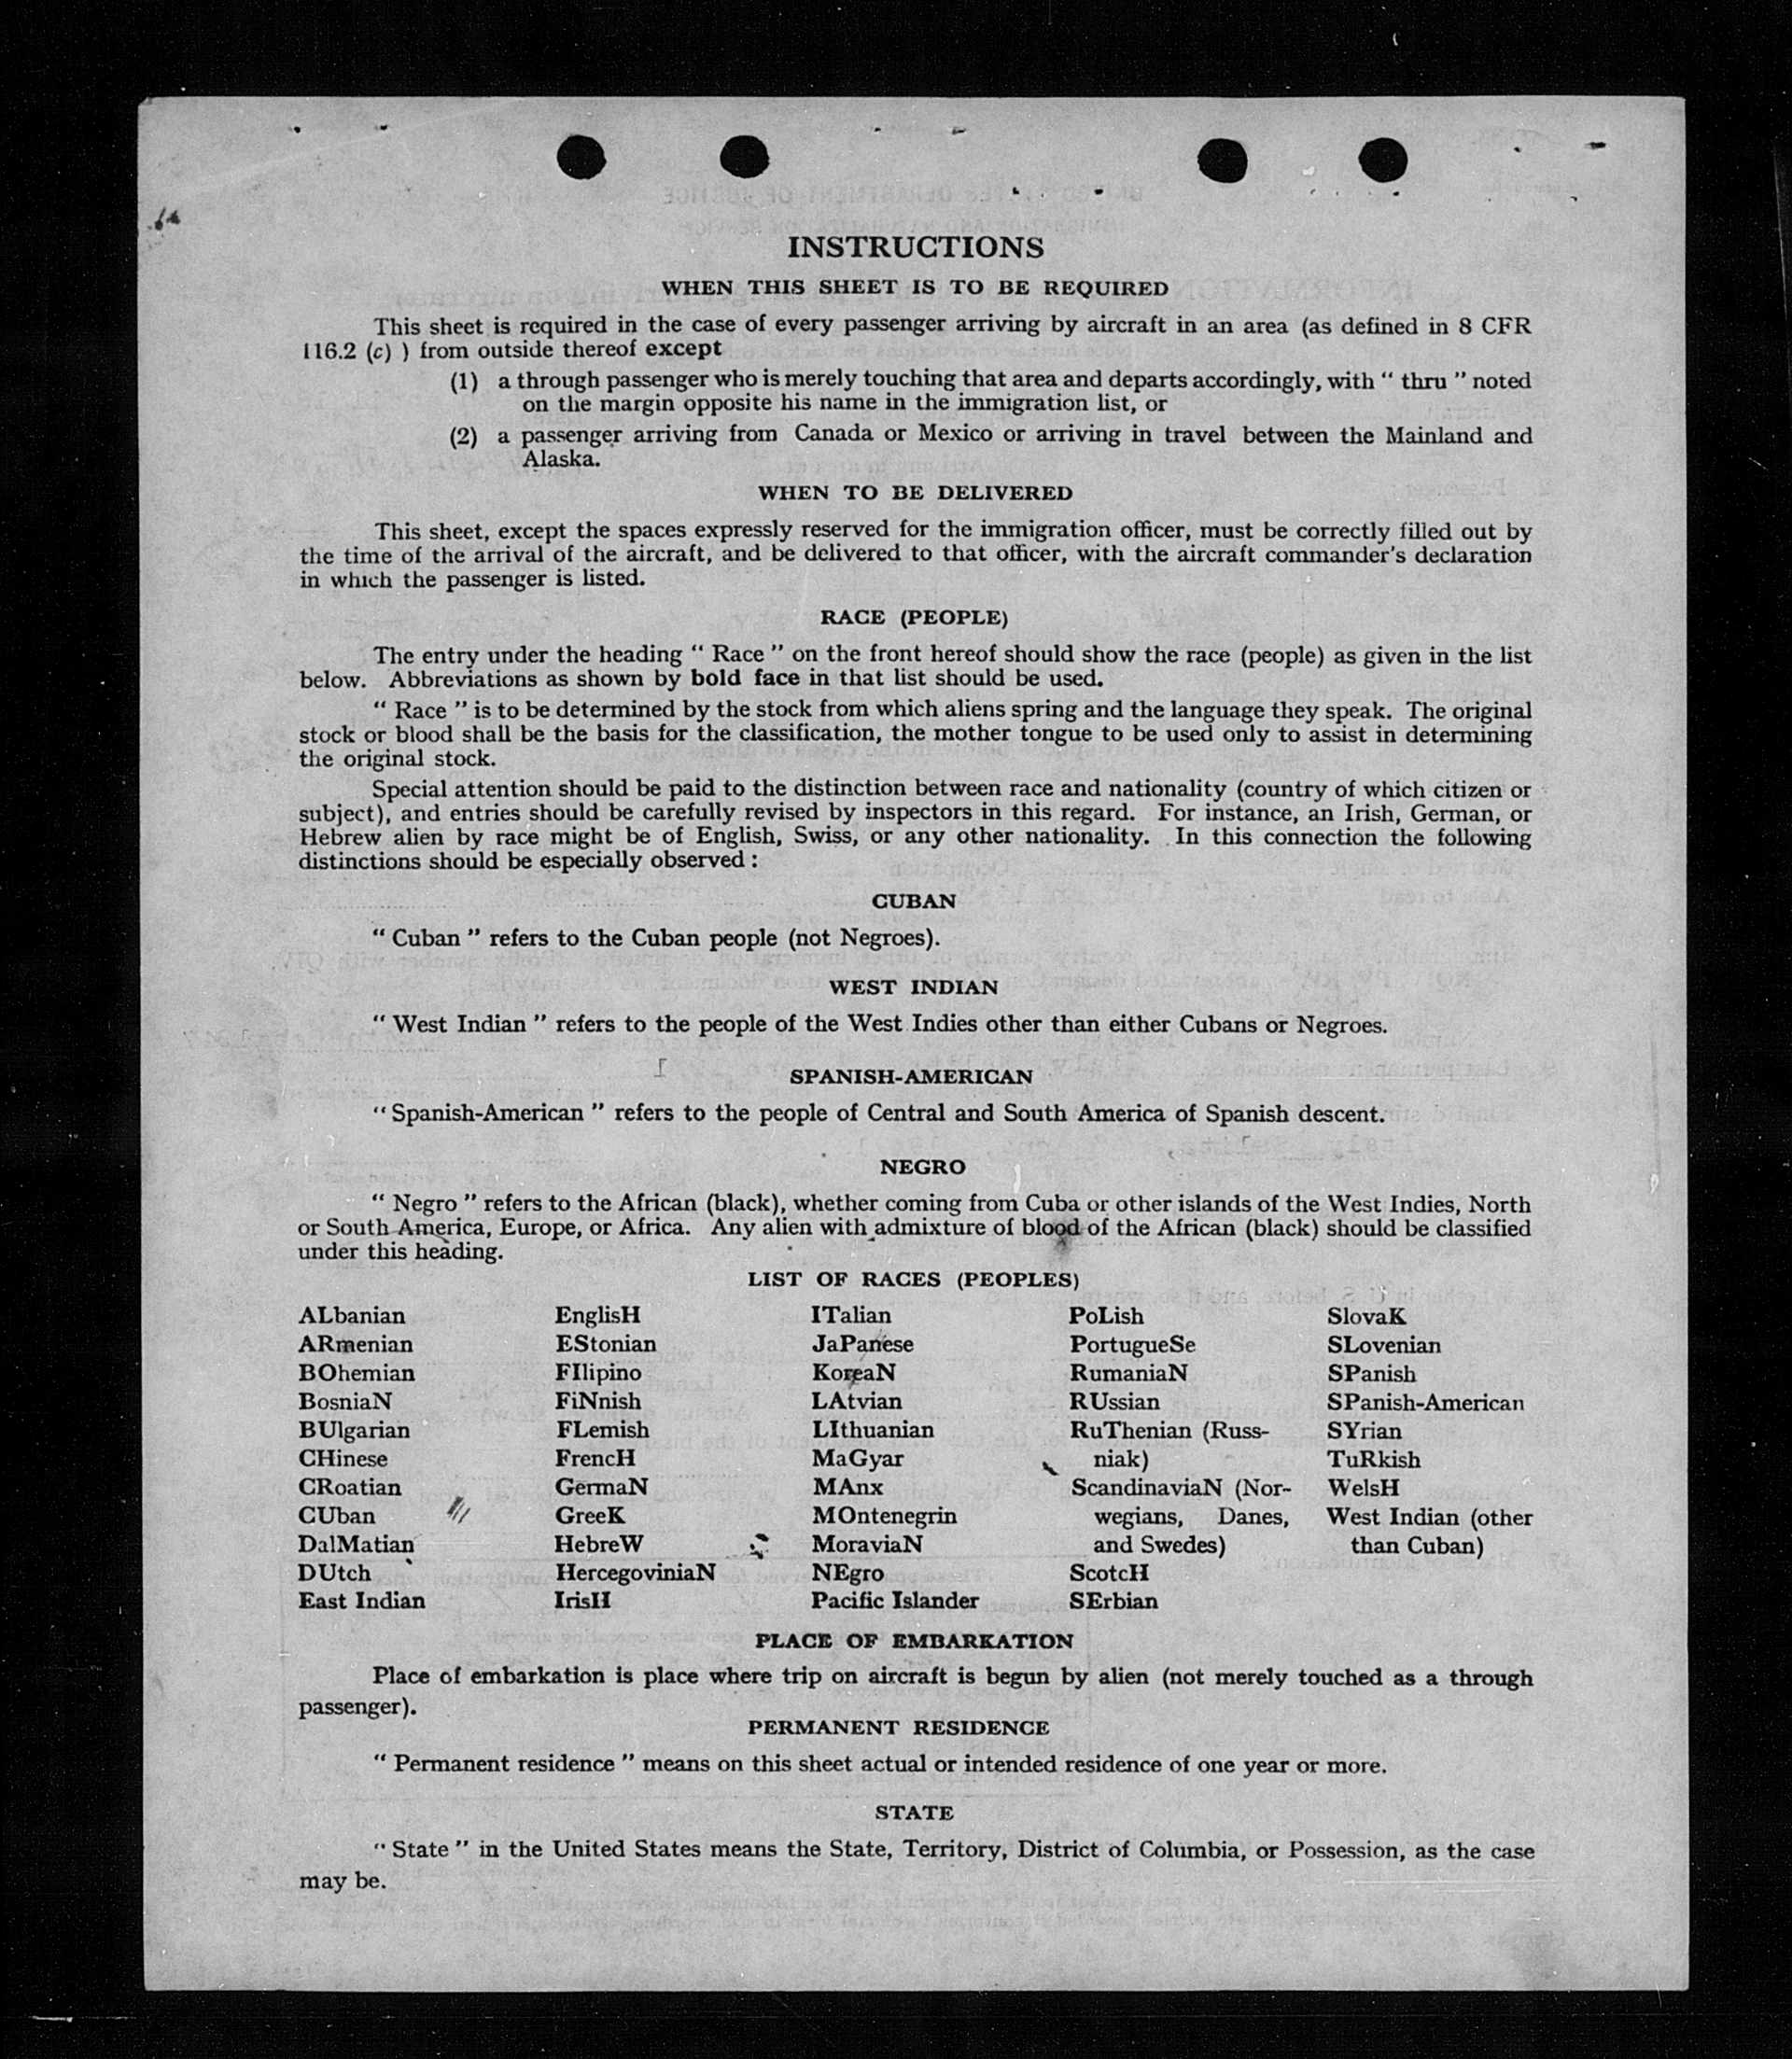 INSTRUCTIONS
WHEN THIS SHEET IS TO BE REQUIRED
This sheet is required in the case of every passenger arriving by aircraft in an area (as defined in 8 CFR
116.2 (c) ) from outside thereof except
(1) a through passenger who is merely touching that area and departs accordingly, with “ thru ” noted
on the margin opposite his name in the immigration list, or
(2) a passenger arriving from Canada or Mexico or arriving in travel between the Mainland and
Alaska.
WHEN TO BE DELIVERED
This sheet, except the spaces expressly reserved for the immigration officer, must be correctly filled out by
the time of the arrival of the aircraft, and be delivered to that officer, with the aircraft commander's declaration
in which the passenger is listed.
RACE (PEOPLE)
The entry under the heading “ Race ” on the front hereof should show the race (people) as given in the list
below. Abbreviations as shown by bold face in that list should be used.
“ Race ” is to be determined by the stock from which aliens spring and the language they speak. The original
stock or blood shall be the basis for the classification, the mother tongue to be used only to assist in determining
the original stock.
Special attention should be paid to the distinction between race and nationality (country of which citizen or
subject), and entries should be carefully revised by inspectors in this regard. For instance, an Irish, German, or
Hebrew alien by race might be of English, Swiss, or any other nationality. In this connection the following
distinctions should be especially observed :
CUBAN
“ Cuban ” refers to the Cuban people (not Negroes).
WEST INDIAN
“ West Indian ” refers to the people of the West Indies other than either Cubans or Negroes.
SPANISH-AMERICAN
“ Spanish-American ” refers to the people of Central and South America of Spanish descent.
NEGRO
“ Negro ” refers to the African (black), whether coming from Cuba or other islands of the West Indies, North
or South America, Europe, or Africa. Any alien with admixture of blood of the African (black) should be classified
under this heading.
LIST OF RACES (PEOPLES)
ALbanian
ARmenian
BOhemian
BosniaN
BUlgarian
CHinese
CRoatian
CUban
DalMatian
DUtch
East Indian
EnglisH
EStonian
FIlipino
FiNnish
FLemish
FrencH
GermaN
GreeK
HebreW
HercegoviniaN
IrisH
ITalian
JaPanese
KoreaN
LAtvian
LIthuanian
MaGyar
MAnx
MOntenegrin
MoraviaN
NEgro
Pacific Islander
PoLish
PortugueSe
RumaniaN
RUssian
RuThenian (Russ-
niak)
ScandinaviaN (Nor-
wegians, Danes,
and Swedes)
ScotcH
SErbian
SlovaK
SLovenian
SPanish
SPanish-American
SYrian
TuRkish
WelsH
West Indian (other
than Cuban)
PLACE OF EMBARKATION
Place of embarkation is place where trip on aircraft is begun by alien (not merely touched as a through
passenger).
PERMANENT RESIDENCE
“ Permanent residence ” means on this sheet actual or intended residence of one year or more.
STATE
“ State ” in the United States means the State, Territory, District of Columbia, or Possession, as the case
may be.